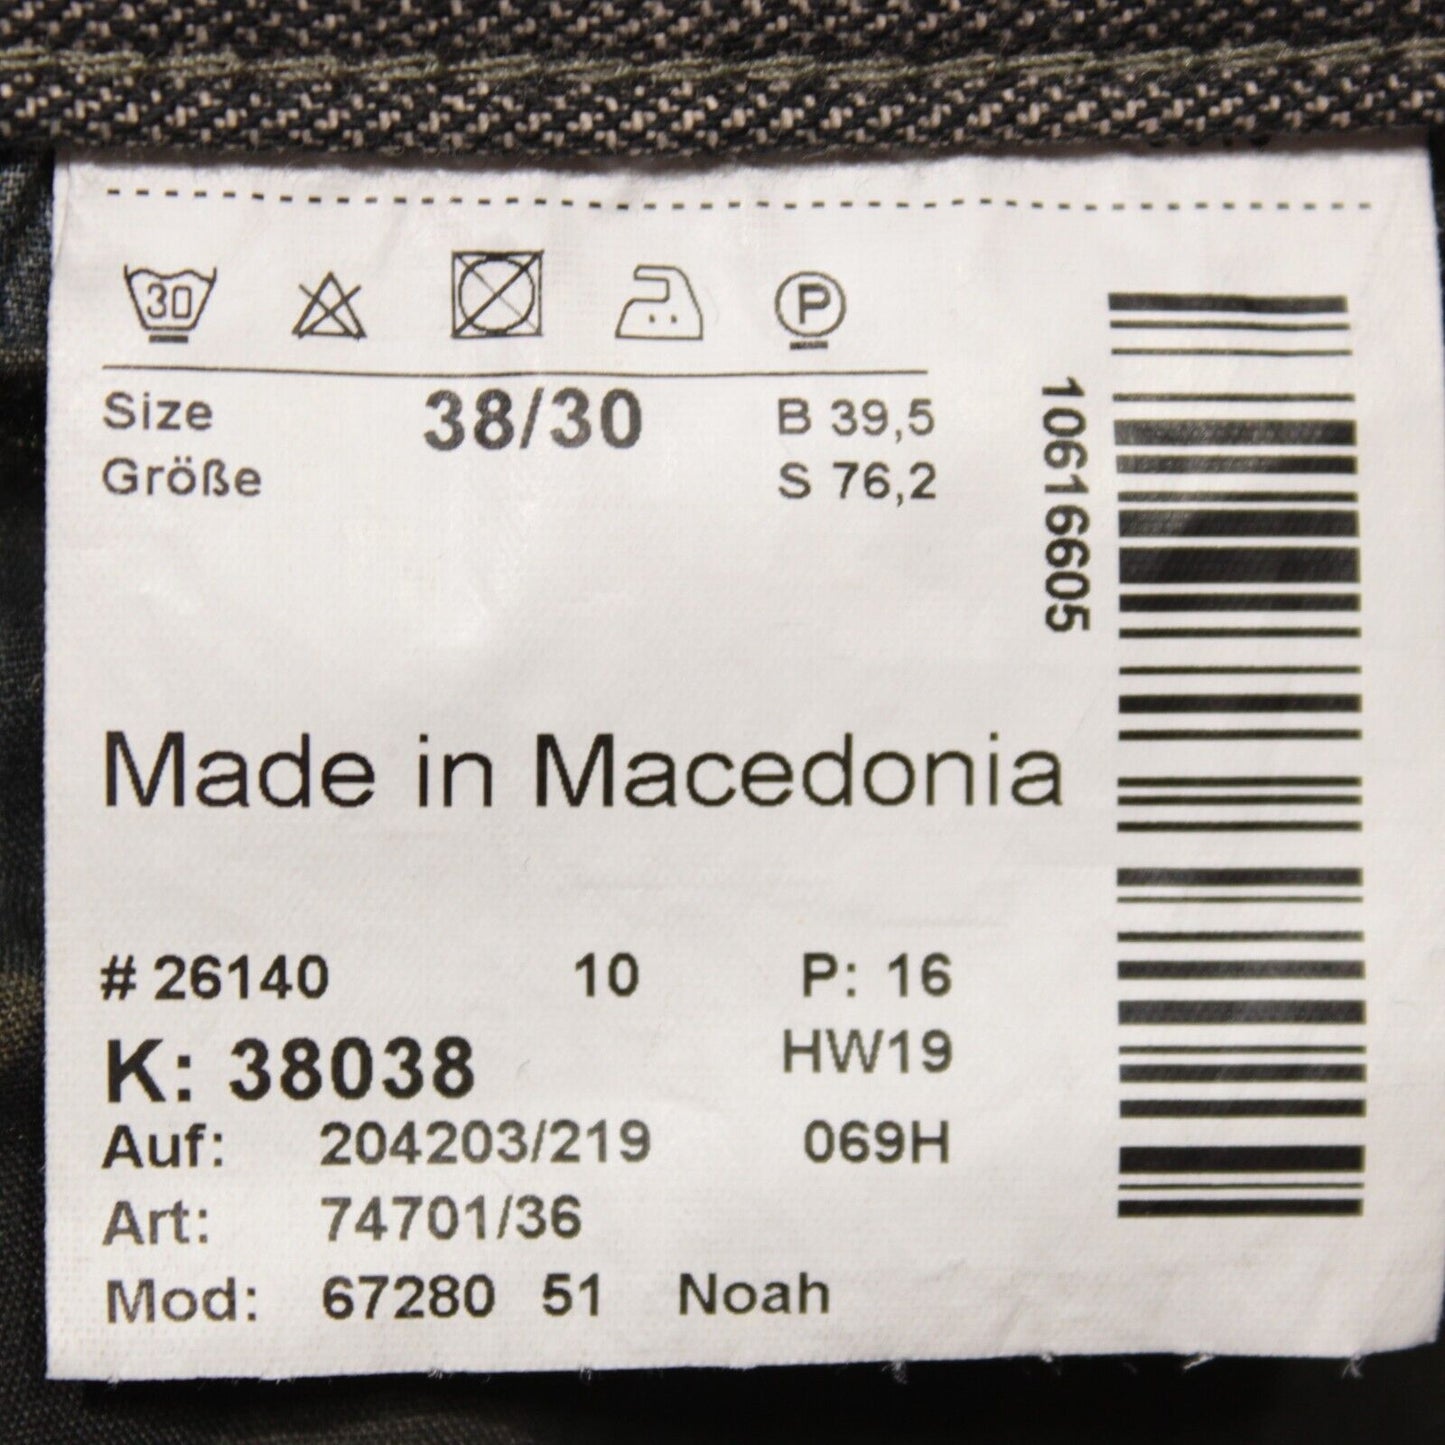 30 P
Size 38/30 B 39,5
Größe S 76,2
10616605
Made in Macedonia
# 26140 10 P: 16
K: 38038 HW19
Auf: 204203/219 069H
Art: 74701/36
Mod: 67280 51 Noah